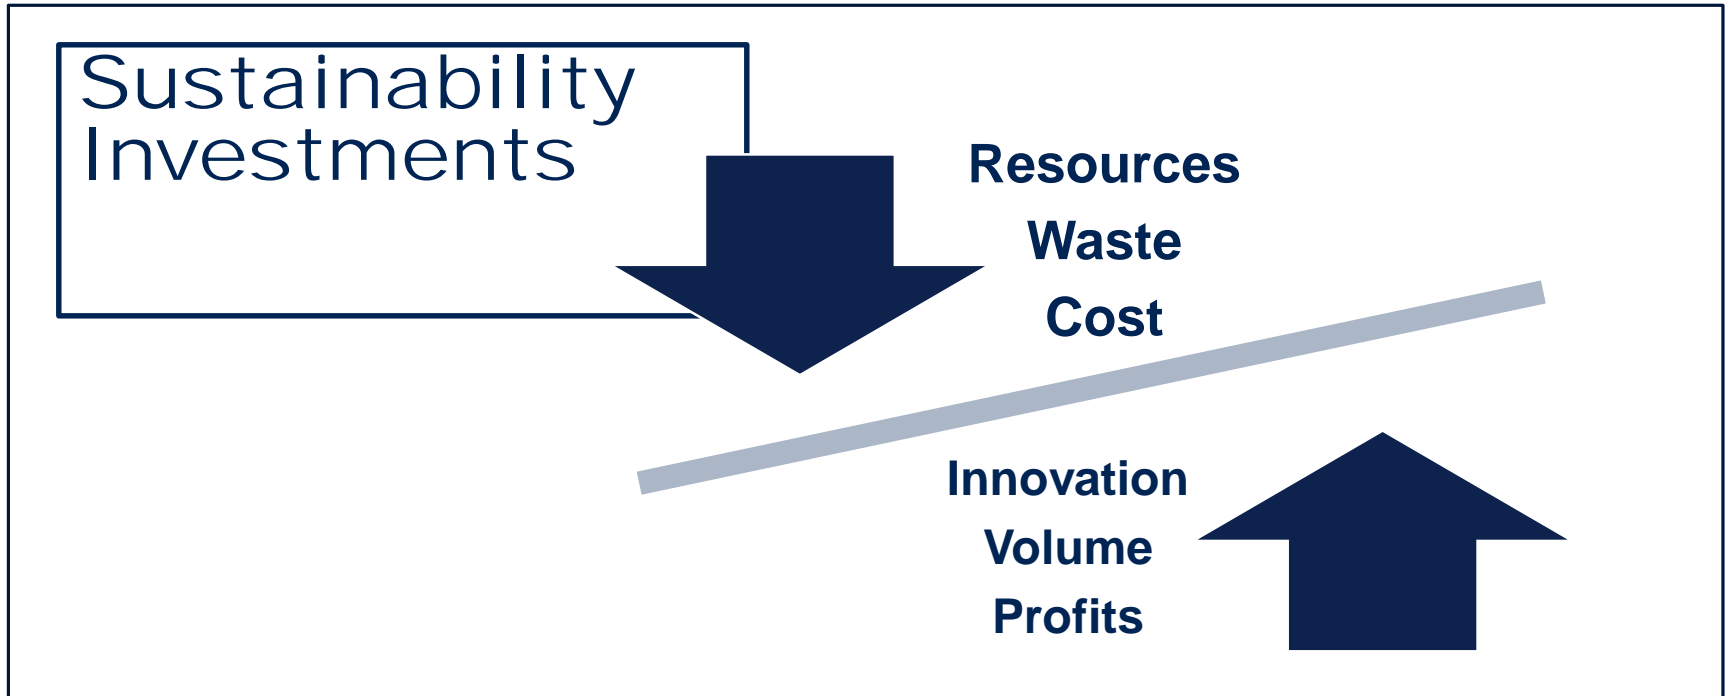 Sustainability
Investments
Resources
Waste
Cost
Innovation
Volume
Profits